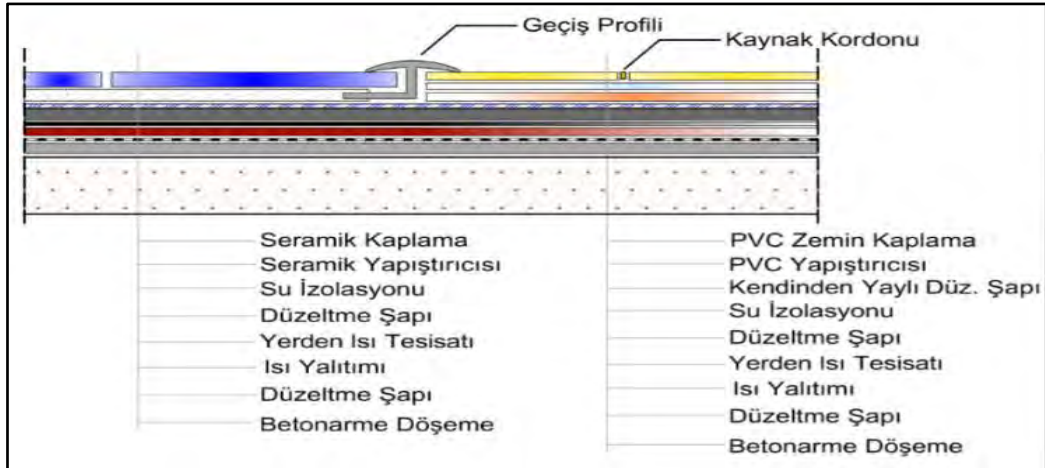 Geçiş Profili
Kaynak Kordonu
Seramik Kaplama
Seramik Yapıştırıcısı
Su İzolasyonu
Düzeltme Şapı
Yerden Isı Tesisatı
Isı Yalıtımı
Düzeltme Şapı
Betonarme Döşeme
PVC Zemin Kaplama
PVC Yapıştırıcısı
Kendinden Yaylı Düz. Şapı
Su İzolasyonu
Düzeltme Şapı
Yerden Isı Tesisatı
Isı Yalıtımı
Düzeltme Şapı
Betonarme Döşeme